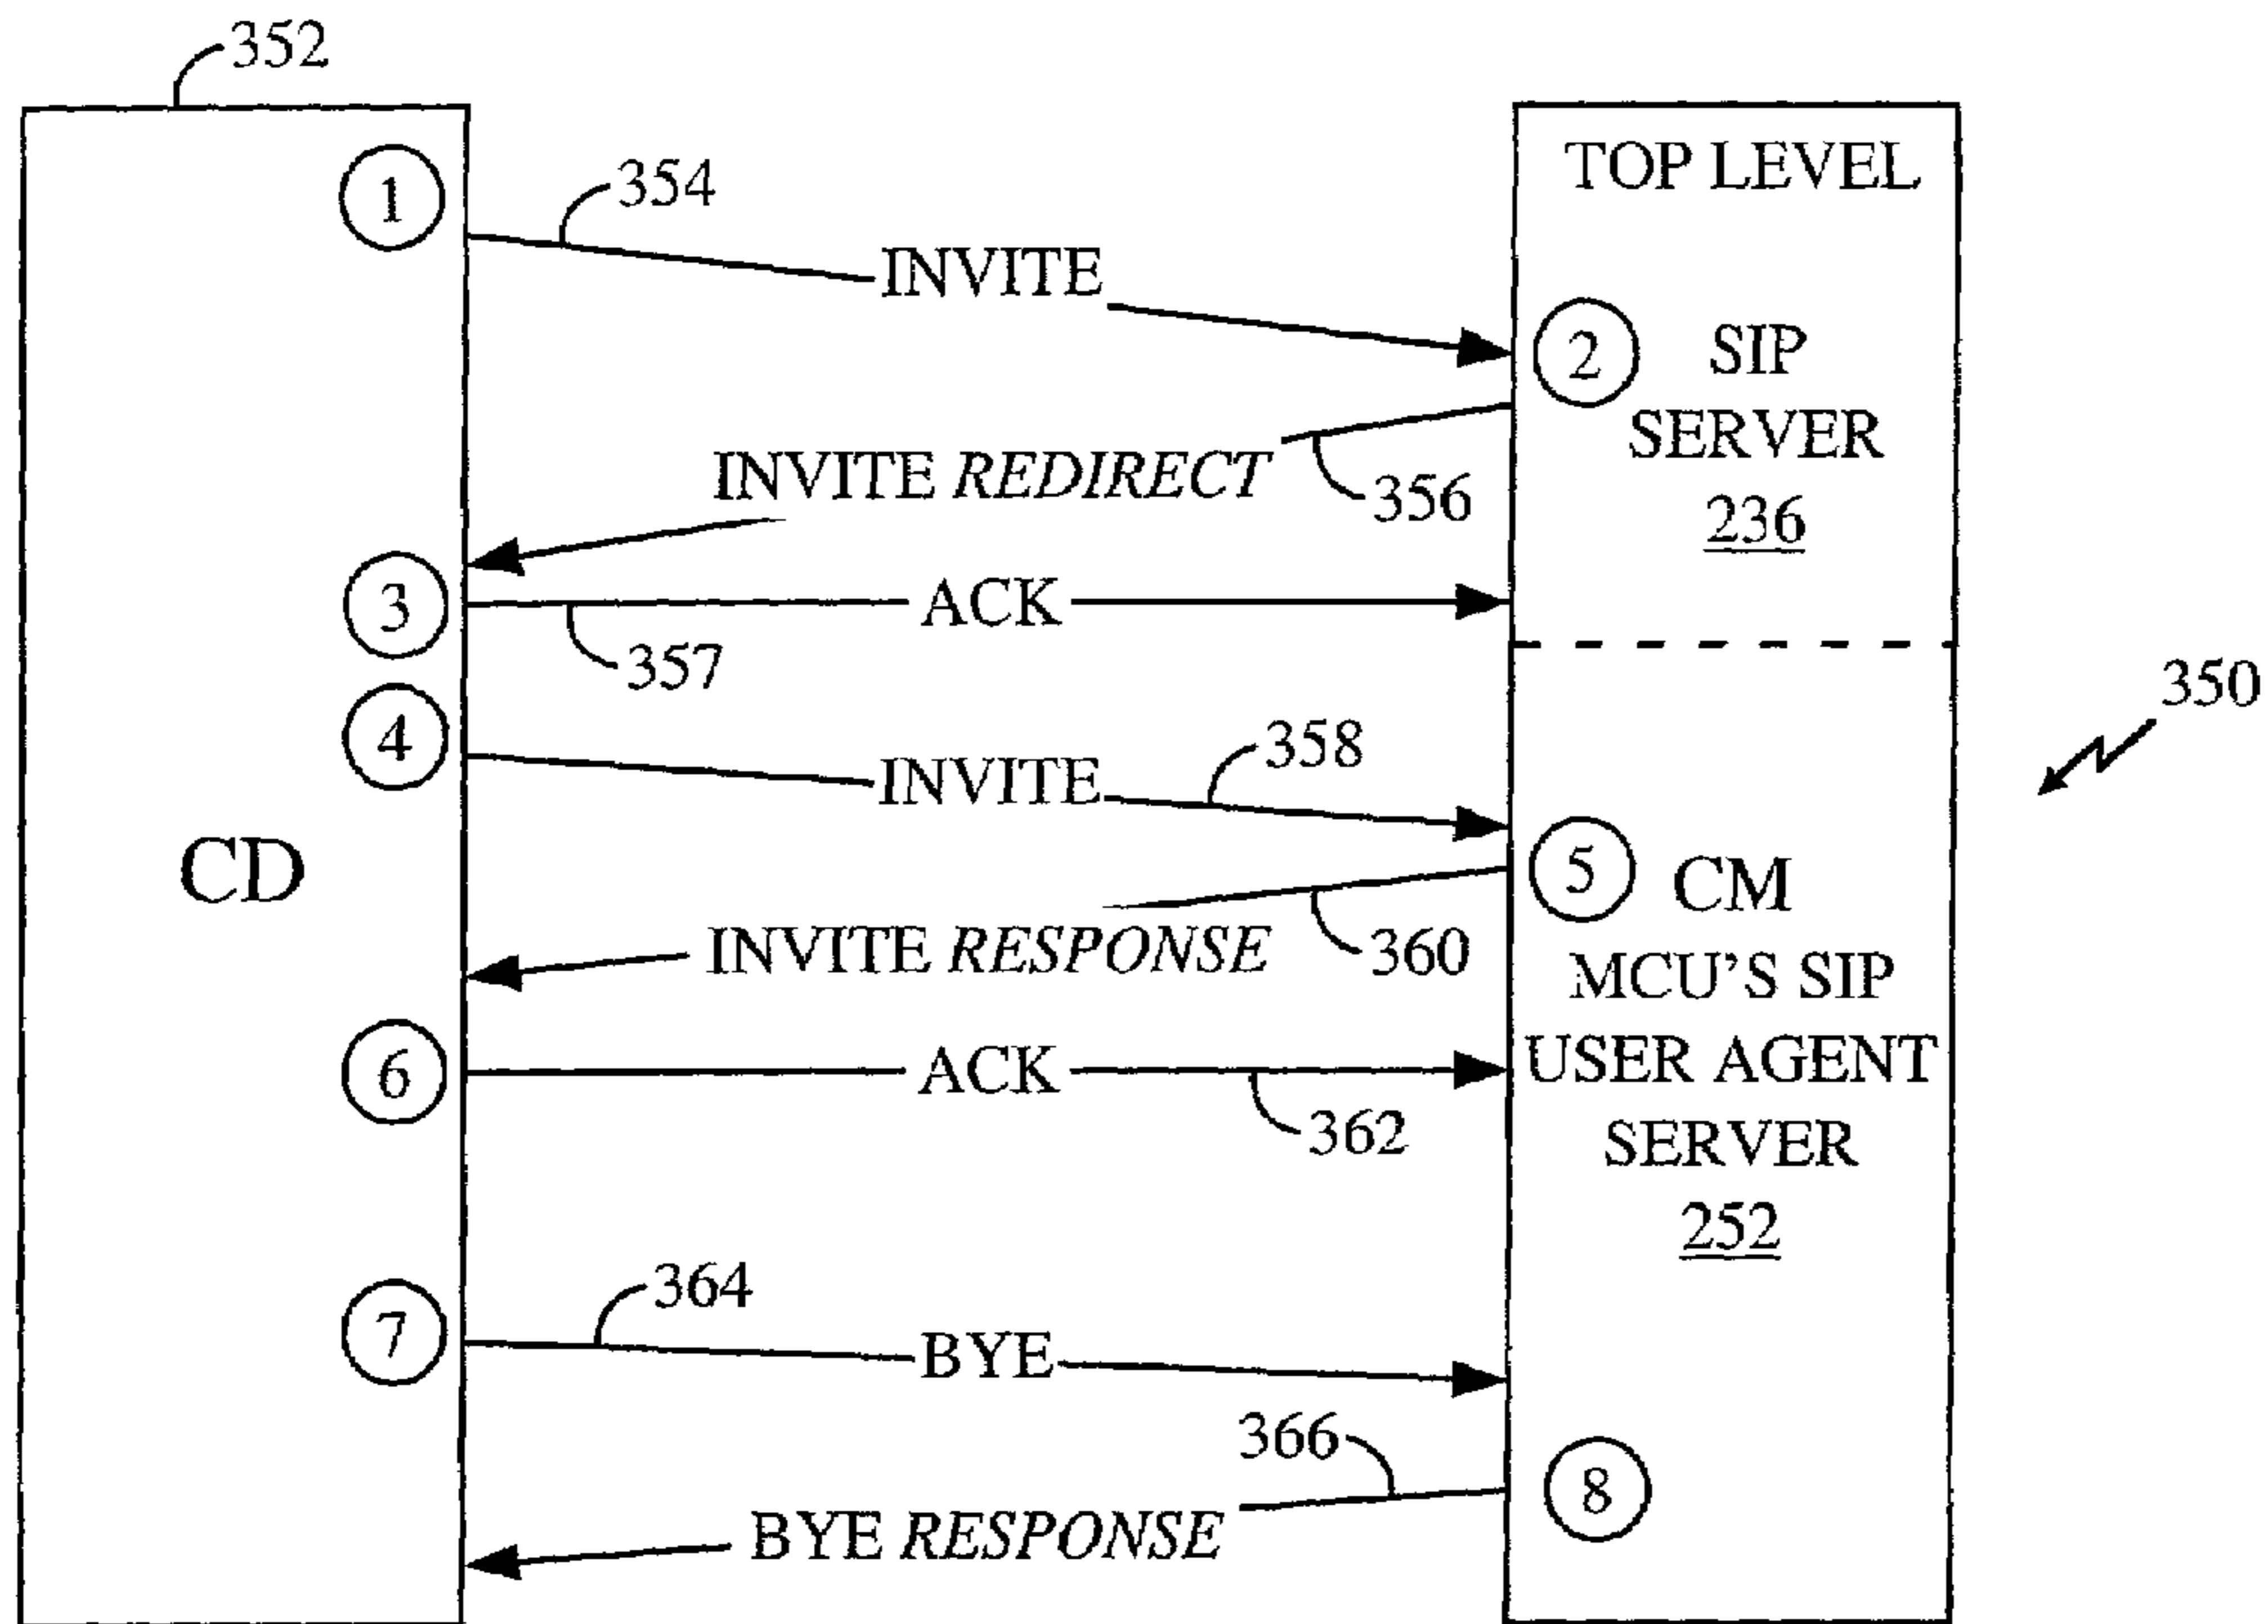 352
1
354
INVITE
TOP LEVEL
2
SIP
SERVER
236
INVITE REDIRECT
356
3
ACK
357
4
INVITE
358
350
CD
5
CM
MCU'S SIP
USER AGENT
SERVER
252
INVITE RESPONSE
360
6
ACK
362
7
364
BYE
366
8
BYE RESPONSE